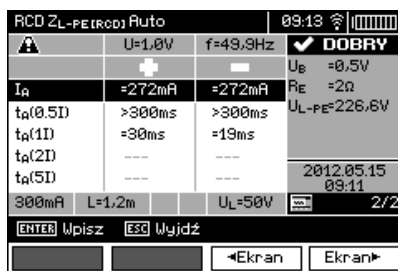 RCD ZL-PE[RCD] Auto 09:13
U=1,0V f=49,9Hz DOBRY
UB =0,5V
IA =272mA =272mA RE =2Ω
tA(0.5I) >300ms >300ms UL-PE=226,6V
tA(1I) =30ms =19ms
tA(2I) --- ---
tA(5I) --- --- 2012.05.15
09:11
300mA L=1,2m UL=50V 2/2
ENTER Wpisz ESC Wyjdź
◄Ekran Ekran►